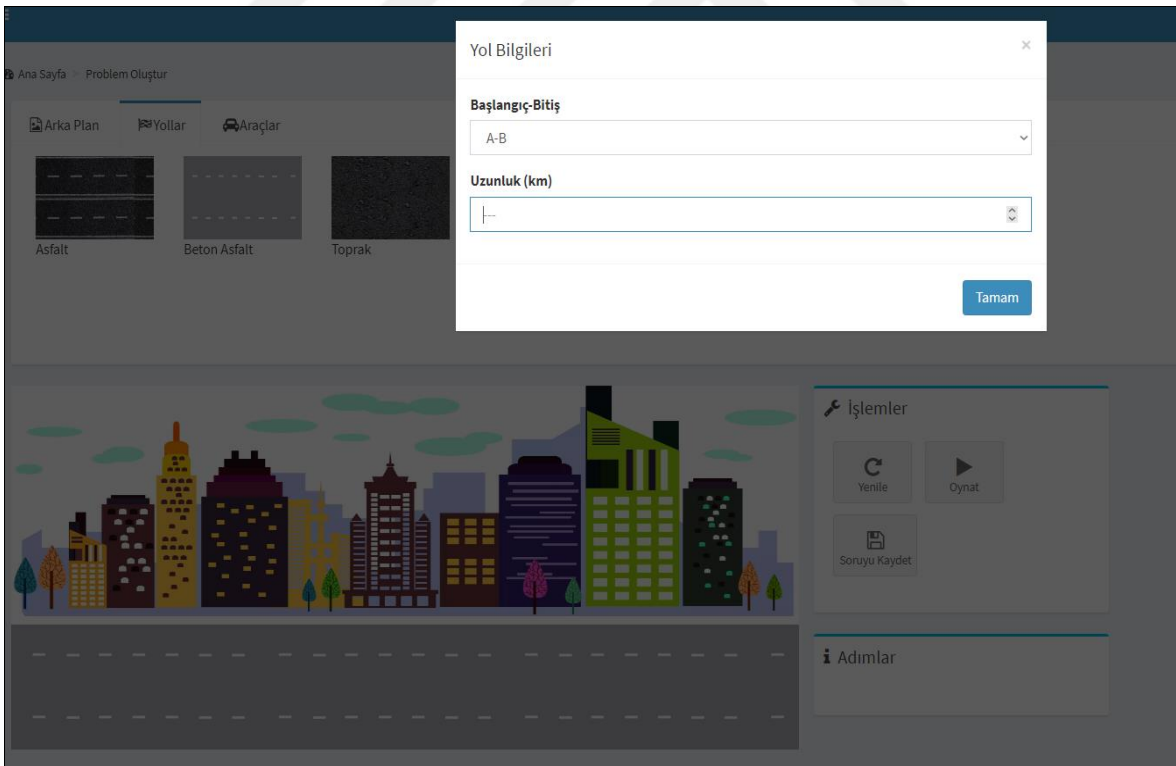 Yol Bilgileri
×
Ana Sayfa > Problem Oluştur
Başlangıç-Bitiş
A-B
Arka Plan Yollar Araçlar
Uzunluk (km)
---
Asfalt Beton Asfalt Toprak
Tamam
İşlemler
Yenile Oynat
Soruyu Kaydet
Adımlar